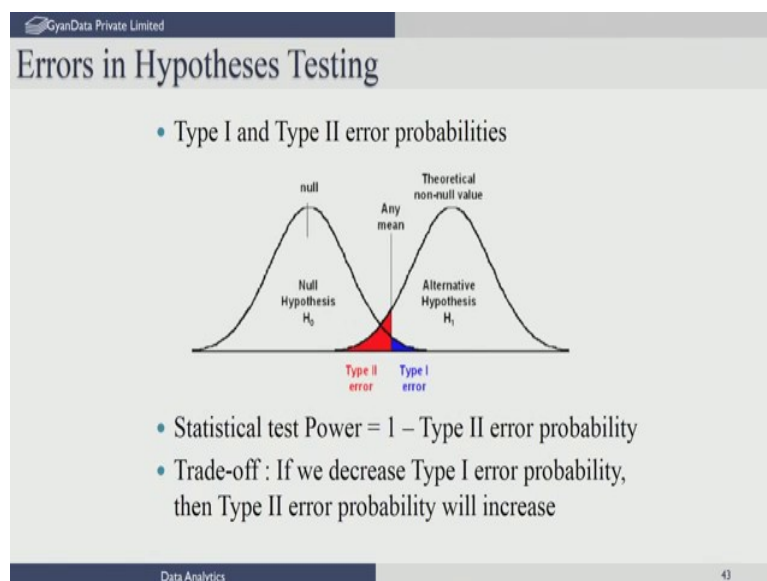 GyanData Private Limited
Errors in Hypotheses Testing
• Type I and Type II error probabilities
null
Theoretical
non-null value
Any
mean
Null
Hypothesis
H₀
Alternative
Hypothesis
H₁
Type II
error
Type I
error
• Statistical test Power = 1 – Type II error probability
• Trade-off : If we decrease Type I error probability,
then Type II error probability will increase
Data Analytics
43